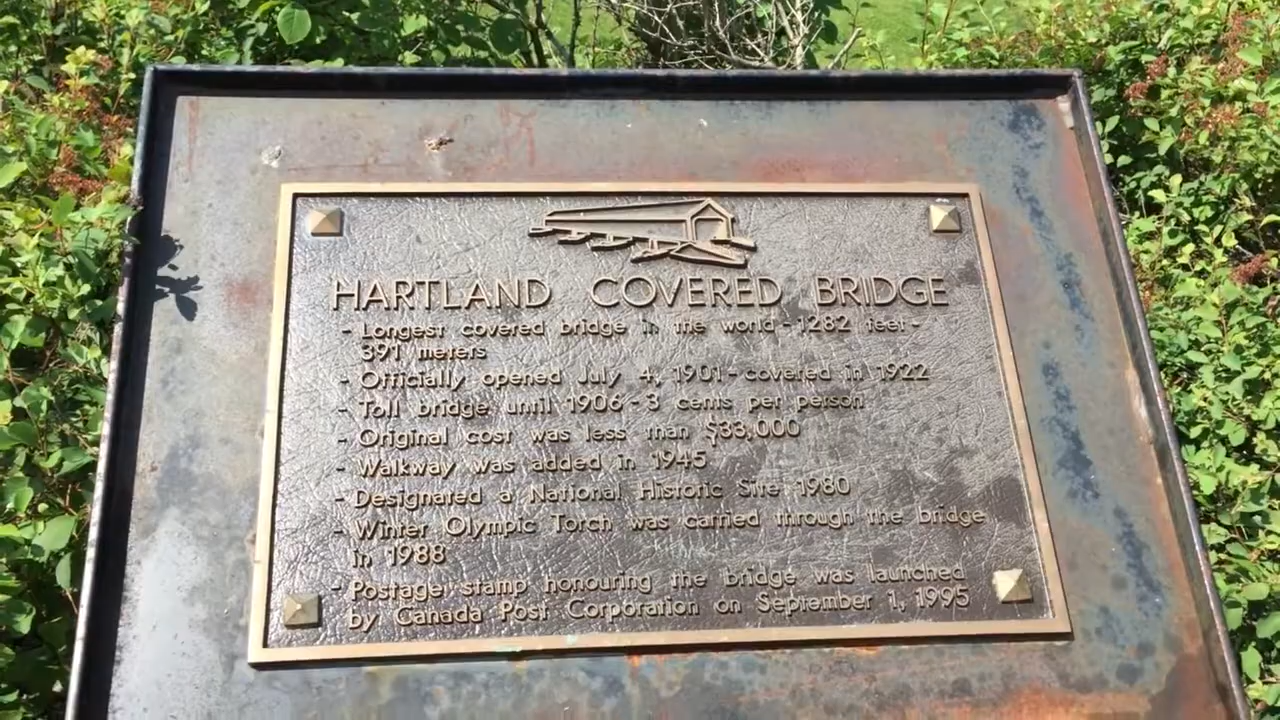 HARTLAND COVERED BRIDGE
- Longest covered bridge in the world - 1282 feet -
391 meters
- Officially opened July 4, 1901 - covered in 1922
- Toll bridge until 1906 - 3 cents per person
- Original cost was less than $33,000
- Walkway was added in 1945
- Designated a National Historic Site 1980
- Winter Olympic Torch was carried through the bridge
in 1988
- Postage stamp honouring the bridge was launched
by Canada Post Corporation on September 1, 1995